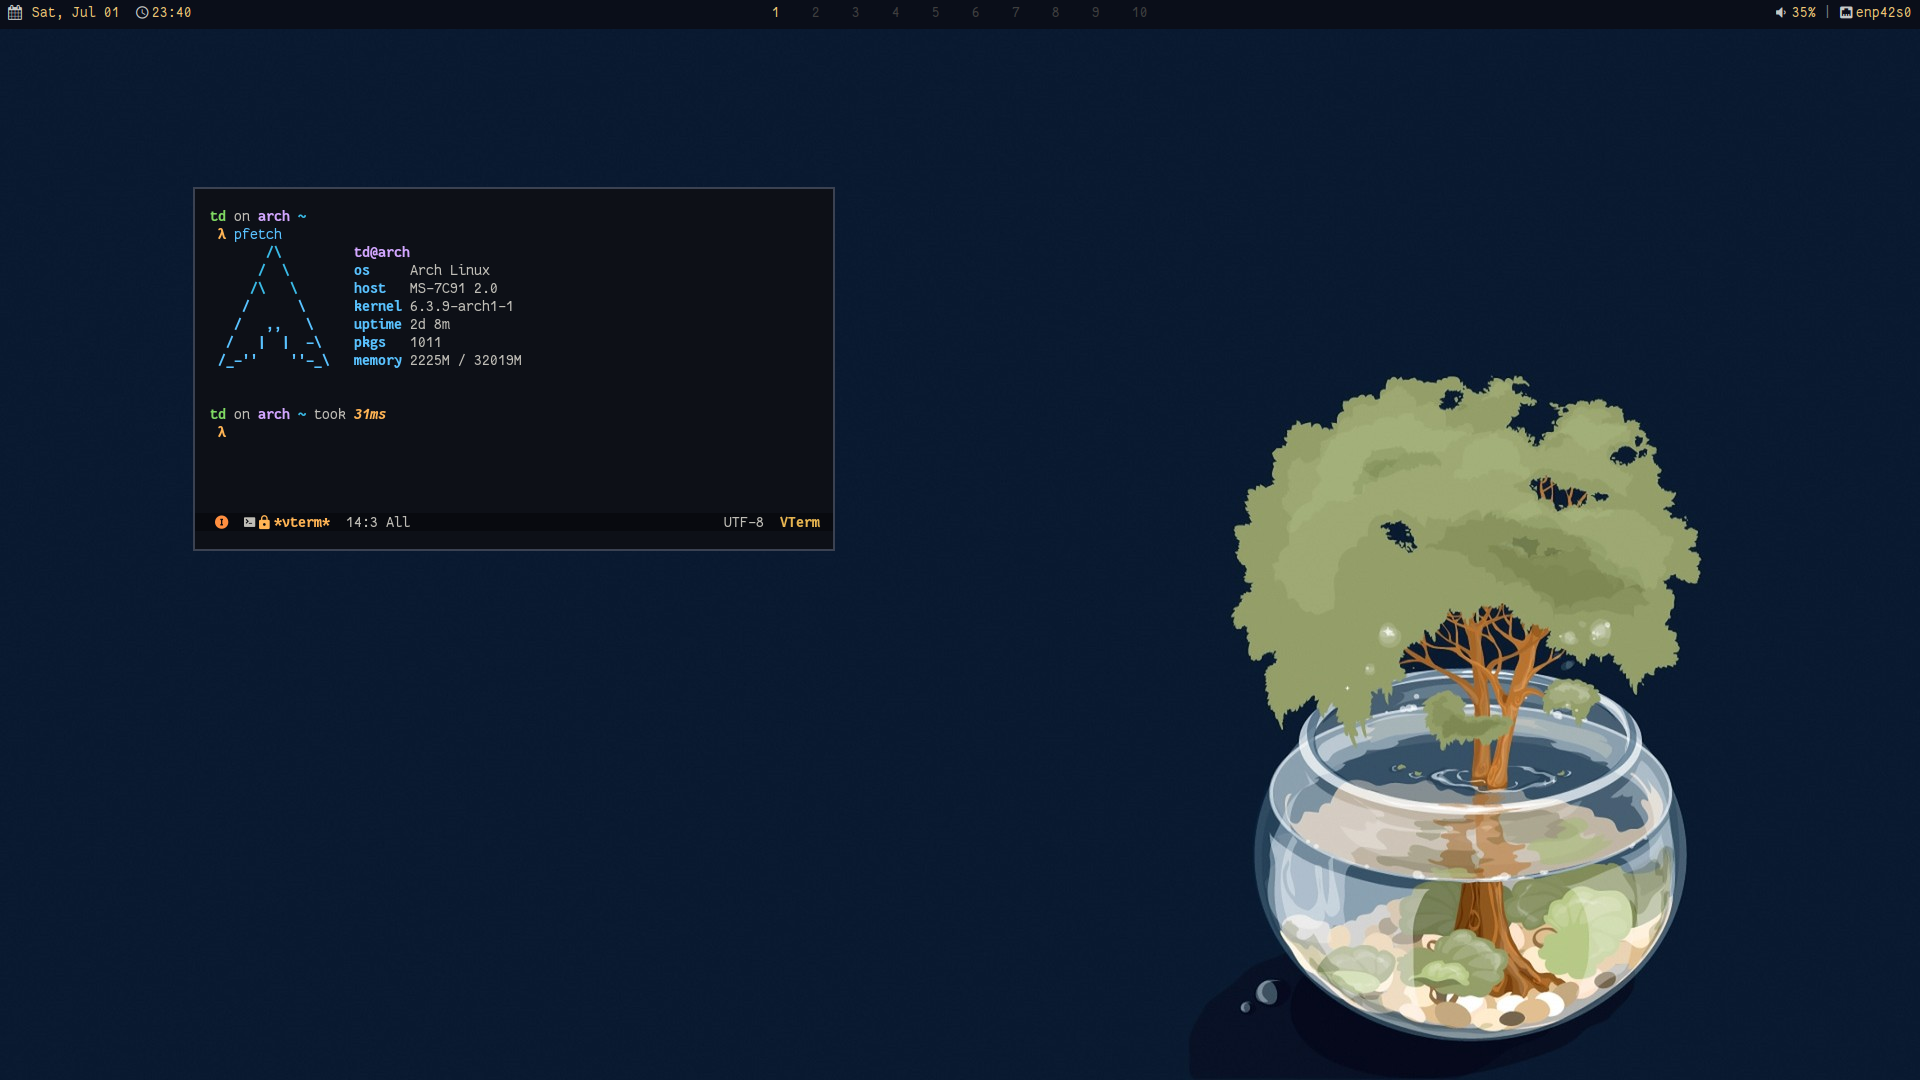 Sat, Jul 01 23:40 1 2 3 4 5 6 7 8 9 10 35% | enp42s0
td on arch ~
λ pfetch
/\ td@arch
/ \ os Arch Linux
/\ \ host MS-7C91 2.0
/ \ kernel 6.3.9-arch1-1
/ ,, \ uptime 2d 8m
/ | | -\ pkgs 1011
/_-'' ''-_\ memory 2225M / 32019M
td on arch ~ took 31ms
λ
I *vterm* 14:3 All UTF-8 VTerm